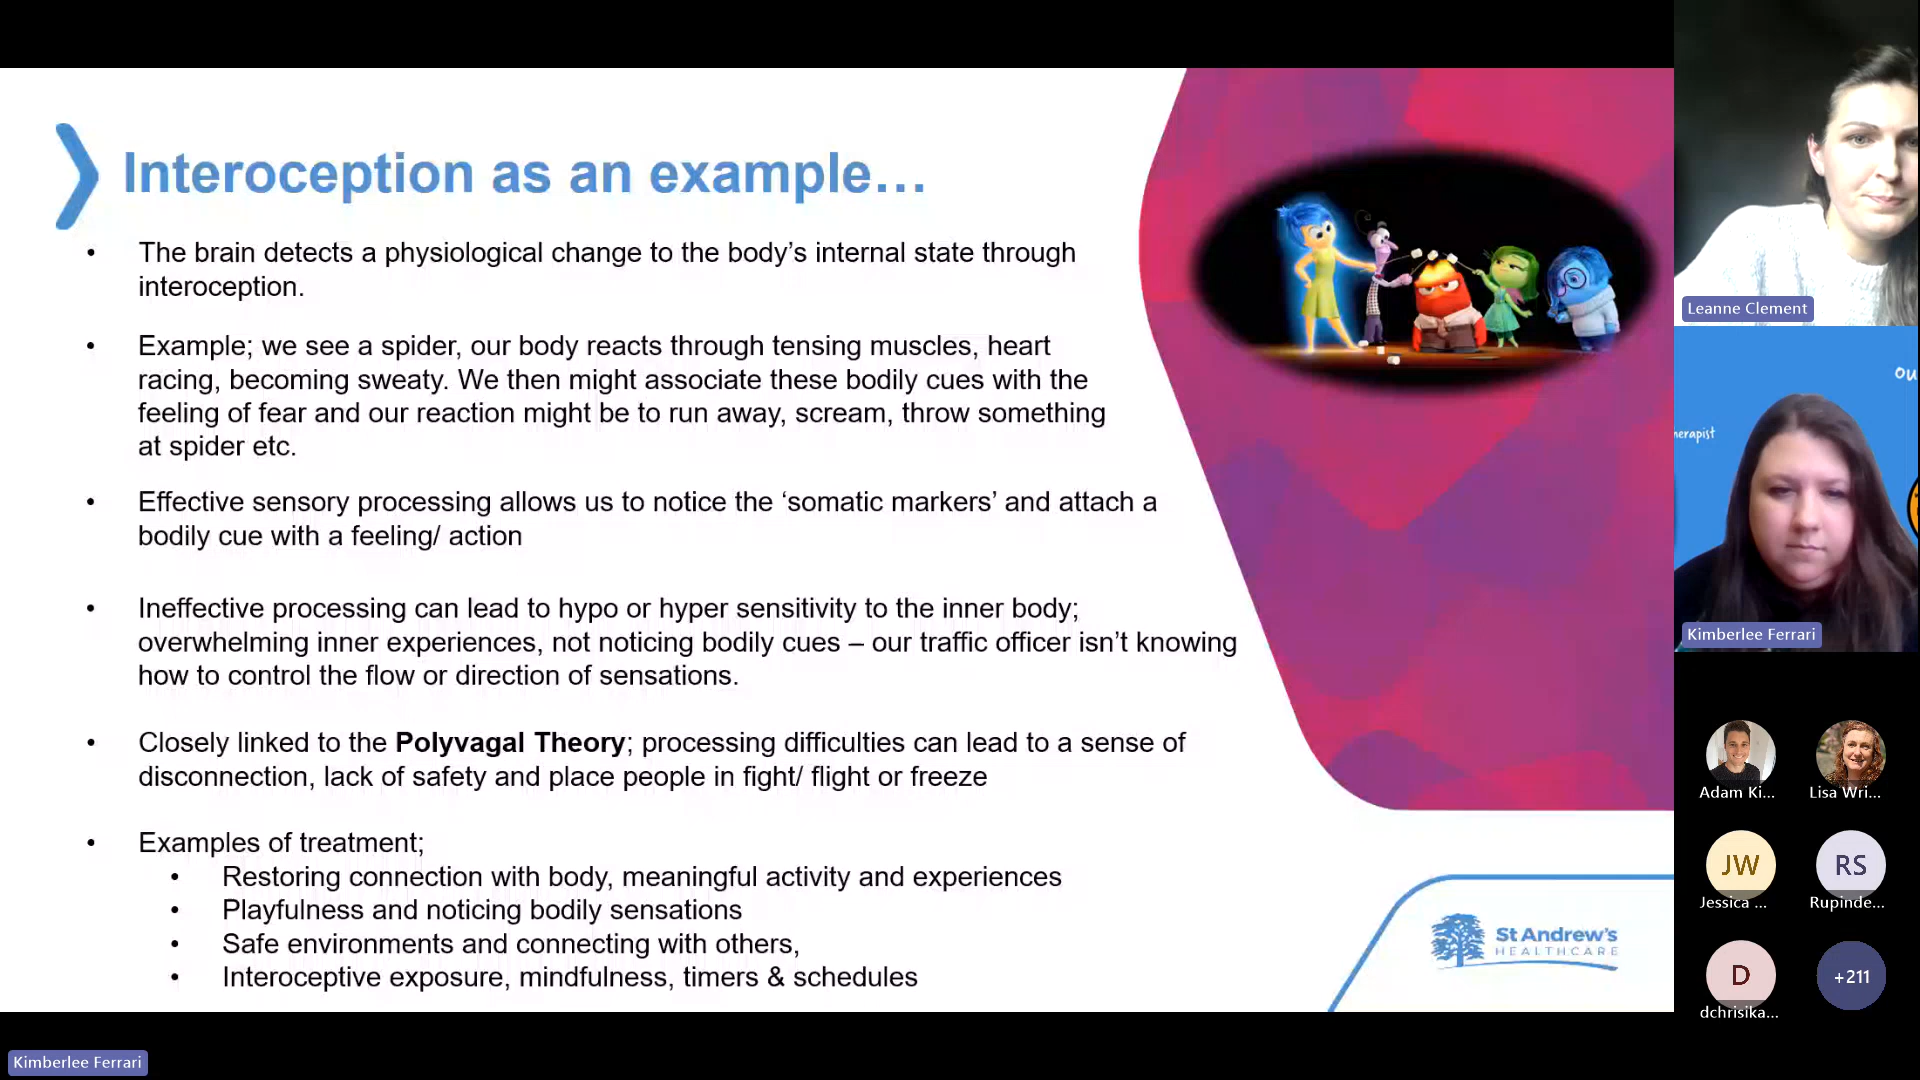 Interoception as an example...
• The brain detects a physiological change to the body's internal state through
interoception.
• Example; we see a spider, our body reacts through tensing muscles, heart
racing, becoming sweaty. We then might associate these bodily cues with the
feeling of fear and our reaction might be to run away, scream, throw something
at spider etc.
• Effective sensory processing allows us to notice the ‘somatic markers’ and attach a
bodily cue with a feeling/ action
• Ineffective processing can lead to hypo or hyper sensitivity to the inner body;
overwhelming inner experiences, not noticing bodily cues – our traffic officer isn’t knowing
how to control the flow or direction of sensations.
• Closely linked to the Polyvagal Theory; processing difficulties can lead to a sense of
disconnection, lack of safety and place people in fight/ flight or freeze
• Examples of treatment;
• Restoring connection with body, meaningful activity and experiences
• Playfulness and noticing bodily sensations
• Safe environments and connecting with others,
• Interoceptive exposure, mindfulness, timers & schedules
St Andrew's
HEALTHCARE
Leanne Clement
ou
herapist
Kimberlee Ferrari
Adam Ki...
Lisa Wri...
JW
RS
Jessica ...
Rupinde...
D
+211
dchrisika...
Kimberlee Ferrari